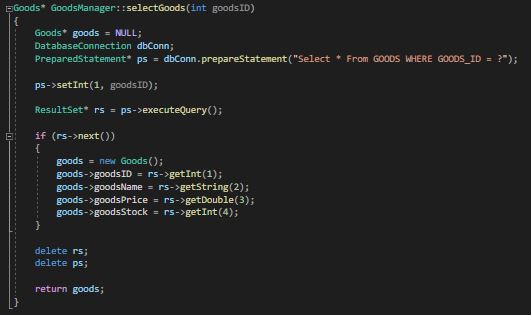 Goods* GoodsManager::selectGoods(int goodsID)
{
    Goods* goods = NULL;
    DatabaseConnection dbConn;
    PreparedStatement* ps = dbConn.prepareStatement("Select * From GOODS WHERE GOODS_ID = ?");

    ps->setInt(1, goodsID);

    ResultSet* rs = ps->executeQuery();

    if (rs->next())
    {
        goods = new Goods();
        goods->goodsID = rs->getInt(1);
        goods->goodsName = rs->getString(2);
        goods->goodsPrice = rs->getDouble(3);
        goods->goodsStock = rs->getInt(4);
    }

    delete rs;
    delete ps;

    return goods;
}